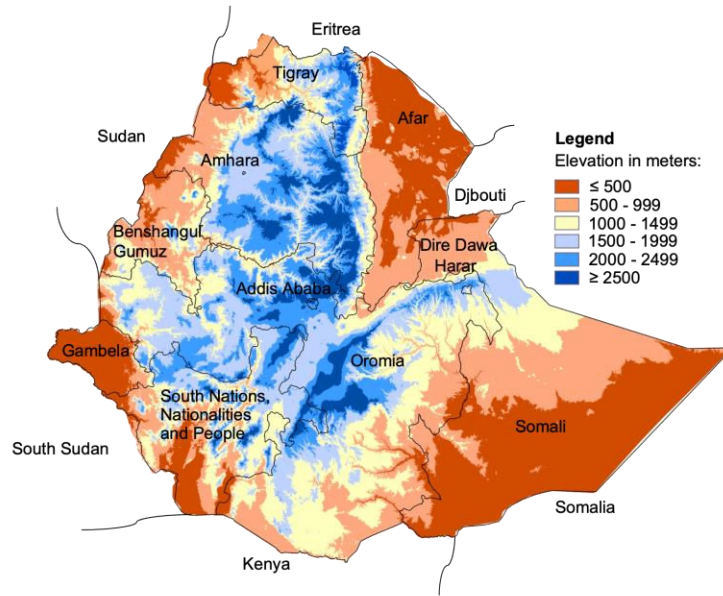 Eritrea
Tigray
Afar
Sudan
Amhara
Legend
Elevation in meters:
≤ 500
500 - 999
1000 - 1499
1500 - 1999
2000 - 2499
≥ 2500
Djbouti
Benshangul
Gumuz
Dire Dawa
Harar
Addis Ababa
Gambela
Oromia
South Nations,
Nationalities
and People
Somali
South Sudan
Somalia
Kenya